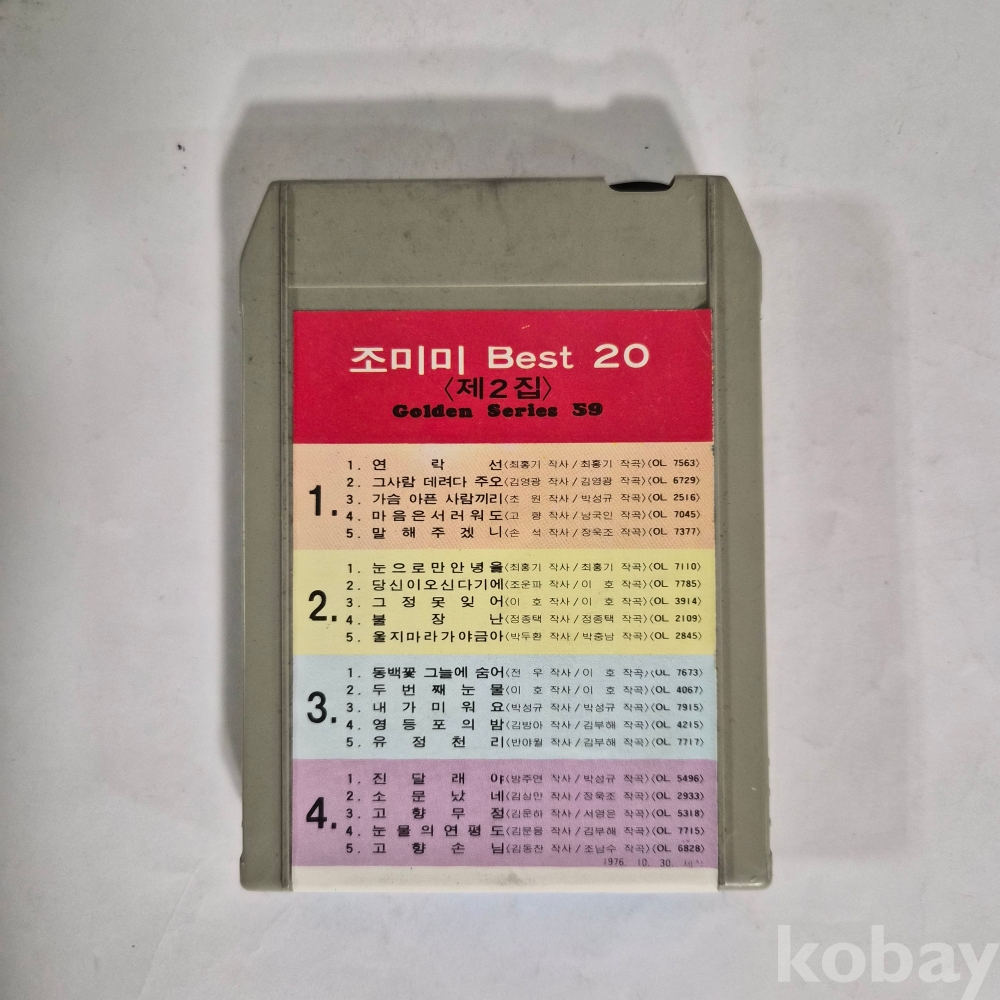 조미미 Best 20
〈제2집〉
Golden Series 59
1.
1. 연락선〈최홍기 작사/최홍기 작곡〉〈OL 7563〉
2. 그사람 데려다 주오〈김영광 작사/김영광 작곡〉〈OL 6729〉
3. 가슴 아픈 사람끼리〈조원 작사/박성규 작곡〉〈OL 2516〉
4. 마음은서러워도〈고향 작사/남국인 작곡〉〈OL 7045〉
5. 말해주겠니〈손석 작사/장욱조 작곡〉〈OL 7377〉
2.
1. 눈으로만안녕을〈최홍기 작사/최홍기 작곡〉〈OL 7110〉
2. 당신이오신다기에〈조운파 작사/이호 작곡〉〈OL 7785〉
3. 그정못잊어〈이호 작사/이호 작곡〉〈OL 3914〉
4. 불장난〈정종택 작사/정종택 작곡〉〈OL 2109〉
5. 울지마라가야금아〈박두환 작사/박춤남 작곡〉〈OL 2845〉
3.
1. 동백꽃 그늘에 숨어〈전우 작사/이호 작곡〉〈OL 7673〉
2. 두번째눈물〈이호 작사/이호 작곡〉〈OL 4067〉
3. 내가미워요〈박성규 작사/박성규 작곡〉〈OL 7915〉
4. 영등포의밤〈김방아 작사/김부해 작곡〉〈OL 4215〉
5. 유정천리〈반야월 작사/김부해 작곡〉〈OL 7717〉
4.
1. 진달래야〈방주연 작사/박성규 작곡〉〈OL 5496〉
2. 소문났네〈김상만 작사/장욱조 작곡〉〈OL 2933〉
3. 고향무정〈김운하 작사/서영은 작곡〉〈OL 5318〉
4. 눈물의연평도〈김문응 작사/김부해 작곡〉〈OL 7715〉
5. 고향손님〈김동찬 작사/조남수 작곡〉〈OL 6828〉
1976. 10. 30.
kobay